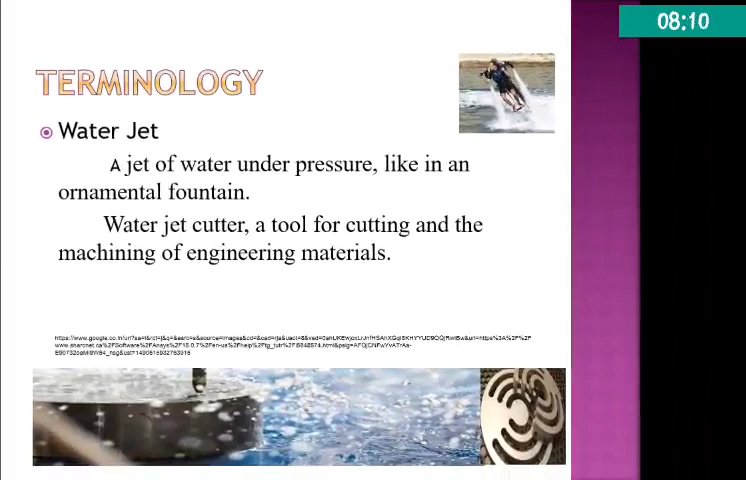 08:10
TERMINOLOGY
Water Jet
A jet of water under pressure, like in an
ornamental fountain.
Water jet cutter, a tool for cutting and the
machining of engineering materials.